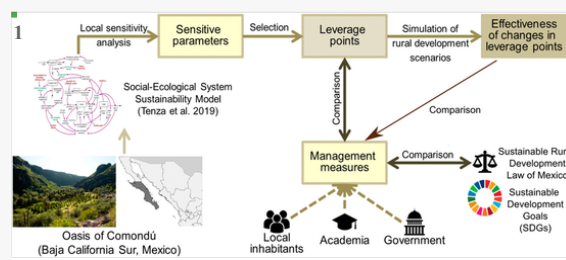 1
Local sensitivity
analysis
Sensitive
parameters
Selection
Leverage
points
Simulation of
rural development
scenarios
Effectiveness
of changes in
leverage points
Social-Ecological System
Sustainability Model
(Tenza et al. 2019)
Comparison
Comparison
Management
measures
Comparison
Sustainable Rural
Development
Law of Mexico
Sustainable
Development
Goals
(SDGs)
Oasis of Comondú
(Baja California Sur, Mexico)
Local
inhabitants
Academia
Government